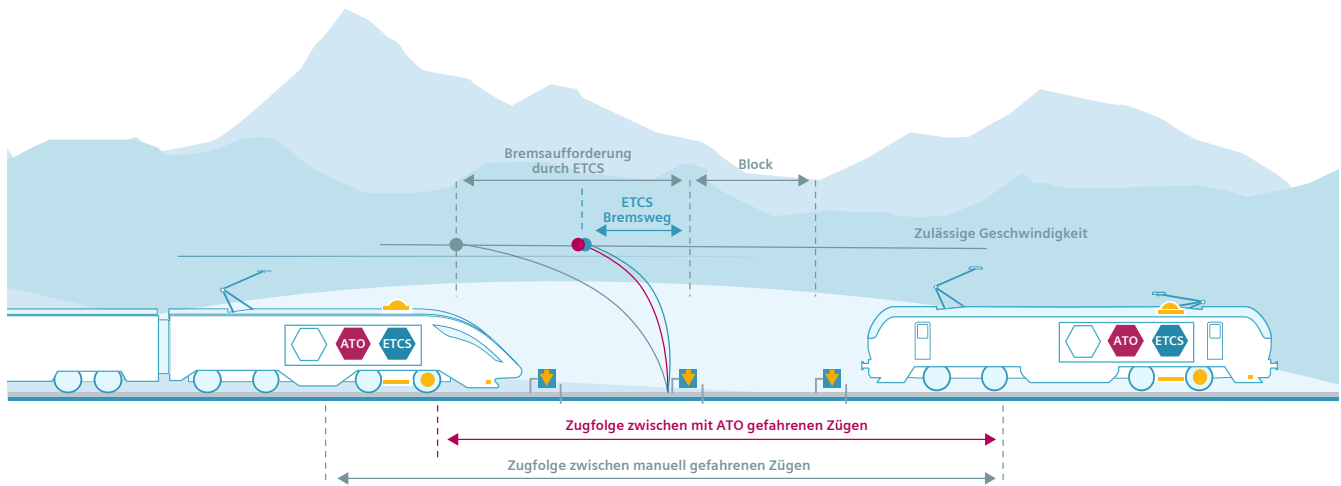 Bremsaufforderung
durch ETCS
Block
ETCS
Bremsweg
Zulässige Geschwindigkeit
ATO
ETCS
ATO
ETCS
Zugfolge zwischen mit ATO gefahrenen Zügen
Zugfolge zwischen manuell gefahrenen Zügen